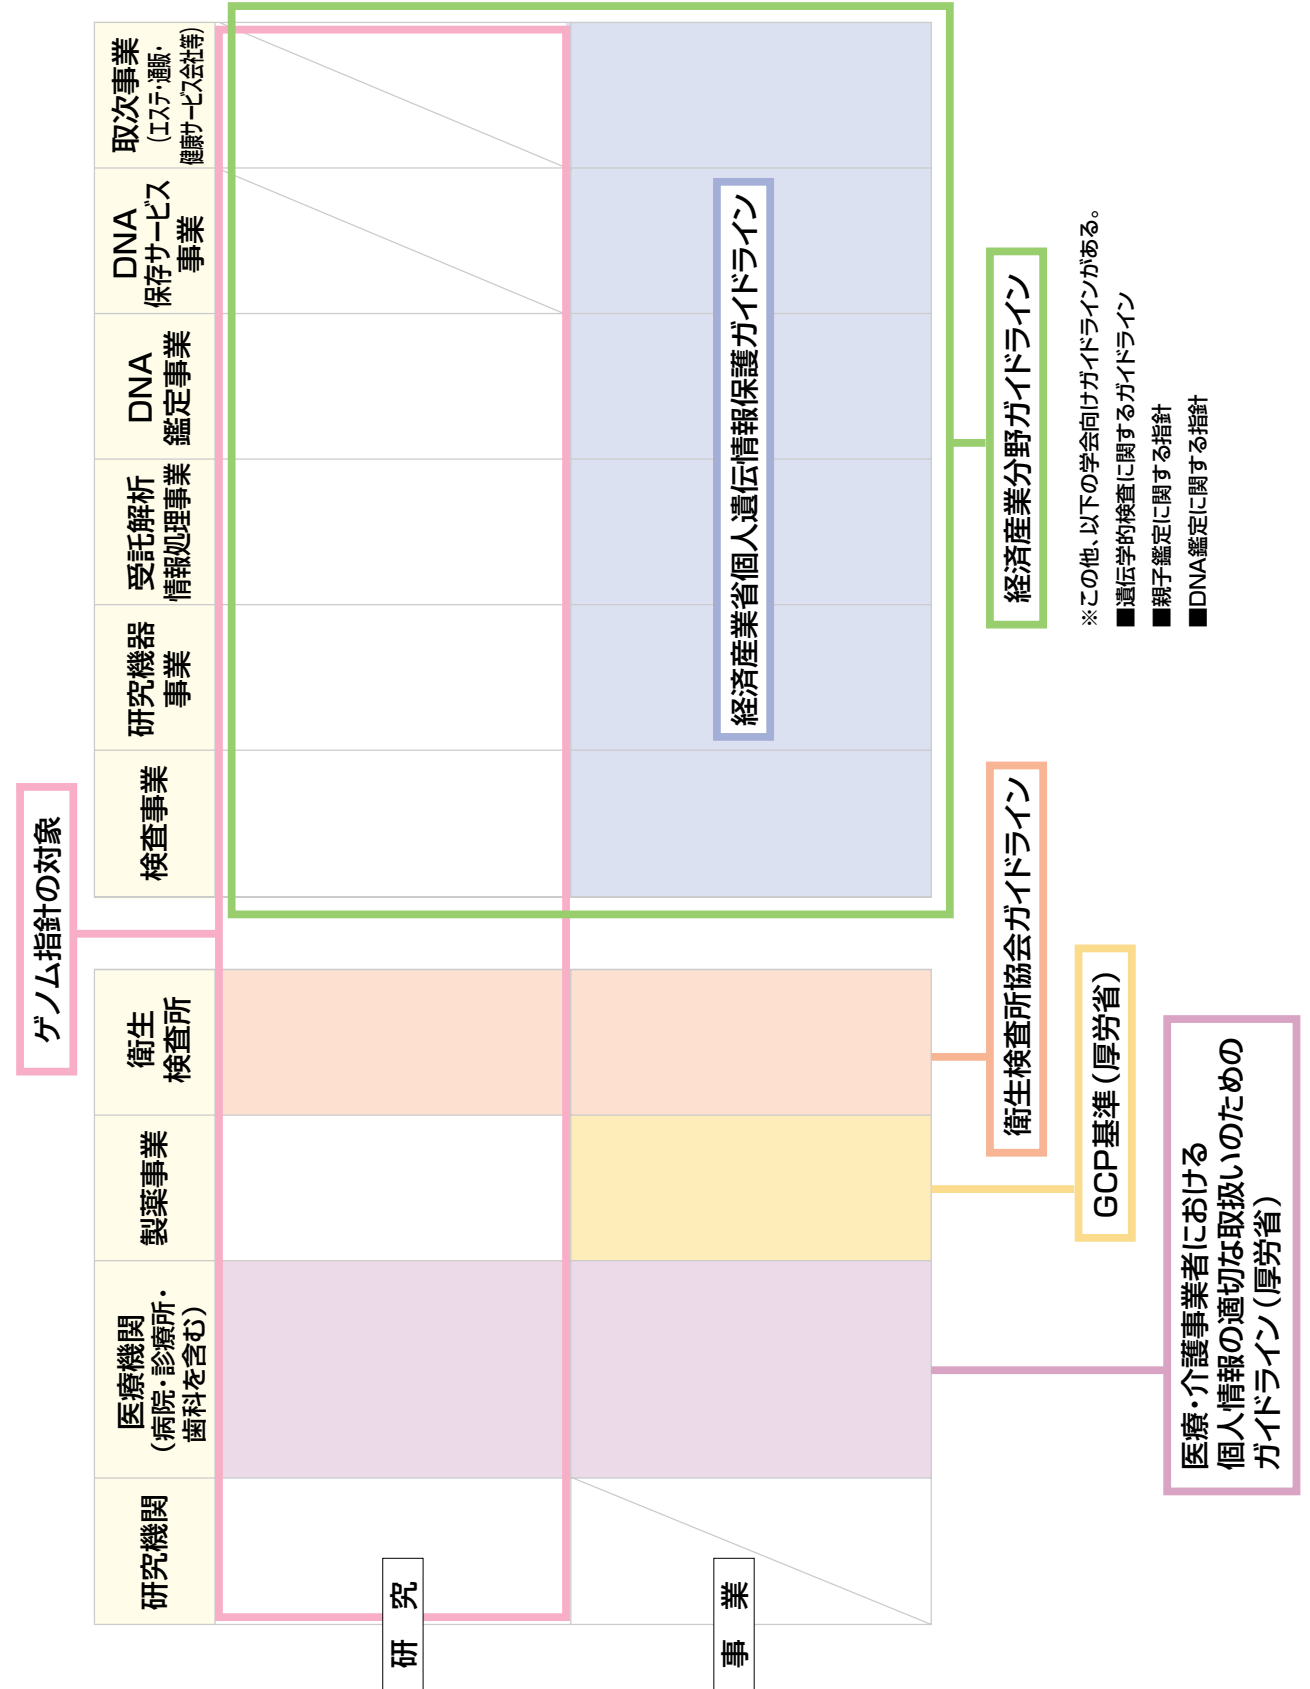 ゲノム指針の対象
研究機関
医療機関
(病院・診療所・
歯科を含む)
製薬事業
衛生
検査所
検査事業
研究機器
事業
受託解析
情報処理事業
DNA
鑑定事業
DNA
保存サービス
事業
取次事業
(エステ・通販・
健康サービス会社等)
研 究
事 業
経済産業省個人遺伝情報保護ガイドライン
医療・介護事業者における
個人情報の適切な取扱いのための
ガイドライン(厚労省)
GCP基準(厚労省)
衛生検査所協会ガイドライン
経済産業分野ガイドライン
※この他、以下の学会向けガイドラインがある。
■遺伝学的検査に関するガイドライン
■親子鑑定に関する指針
■DNA鑑定に関する指針